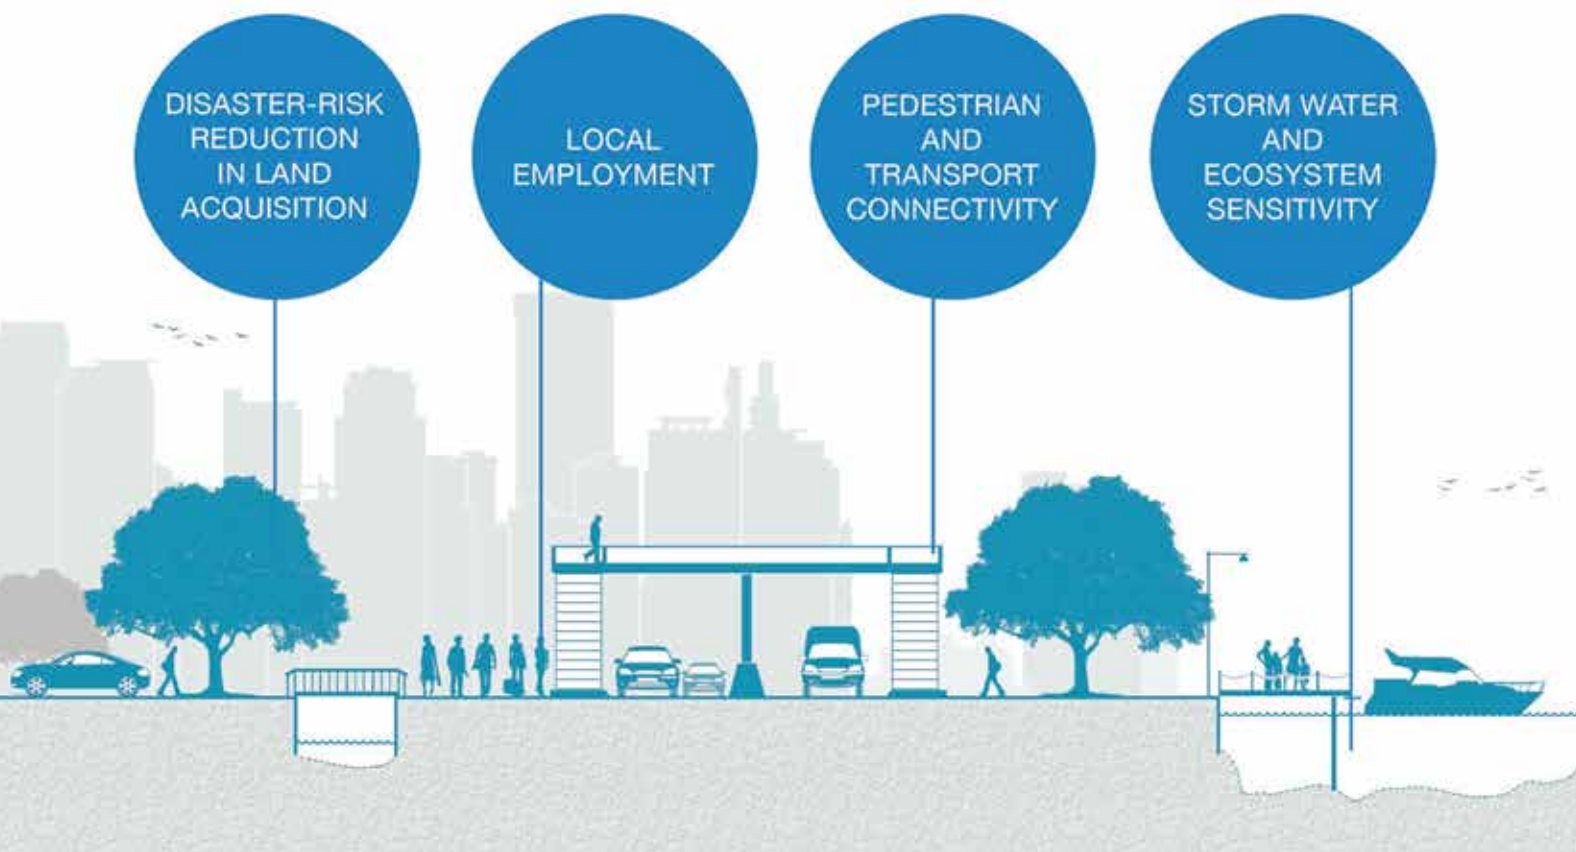 DISASTER-RISK
REDUCTION
IN LAND
ACQUISITION
LOCAL
EMPLOYMENT
PEDESTRIAN
AND
TRANSPORT
CONNECTIVITY
STORM WATER
AND
ECOSYSTEM
SENSITIVITY